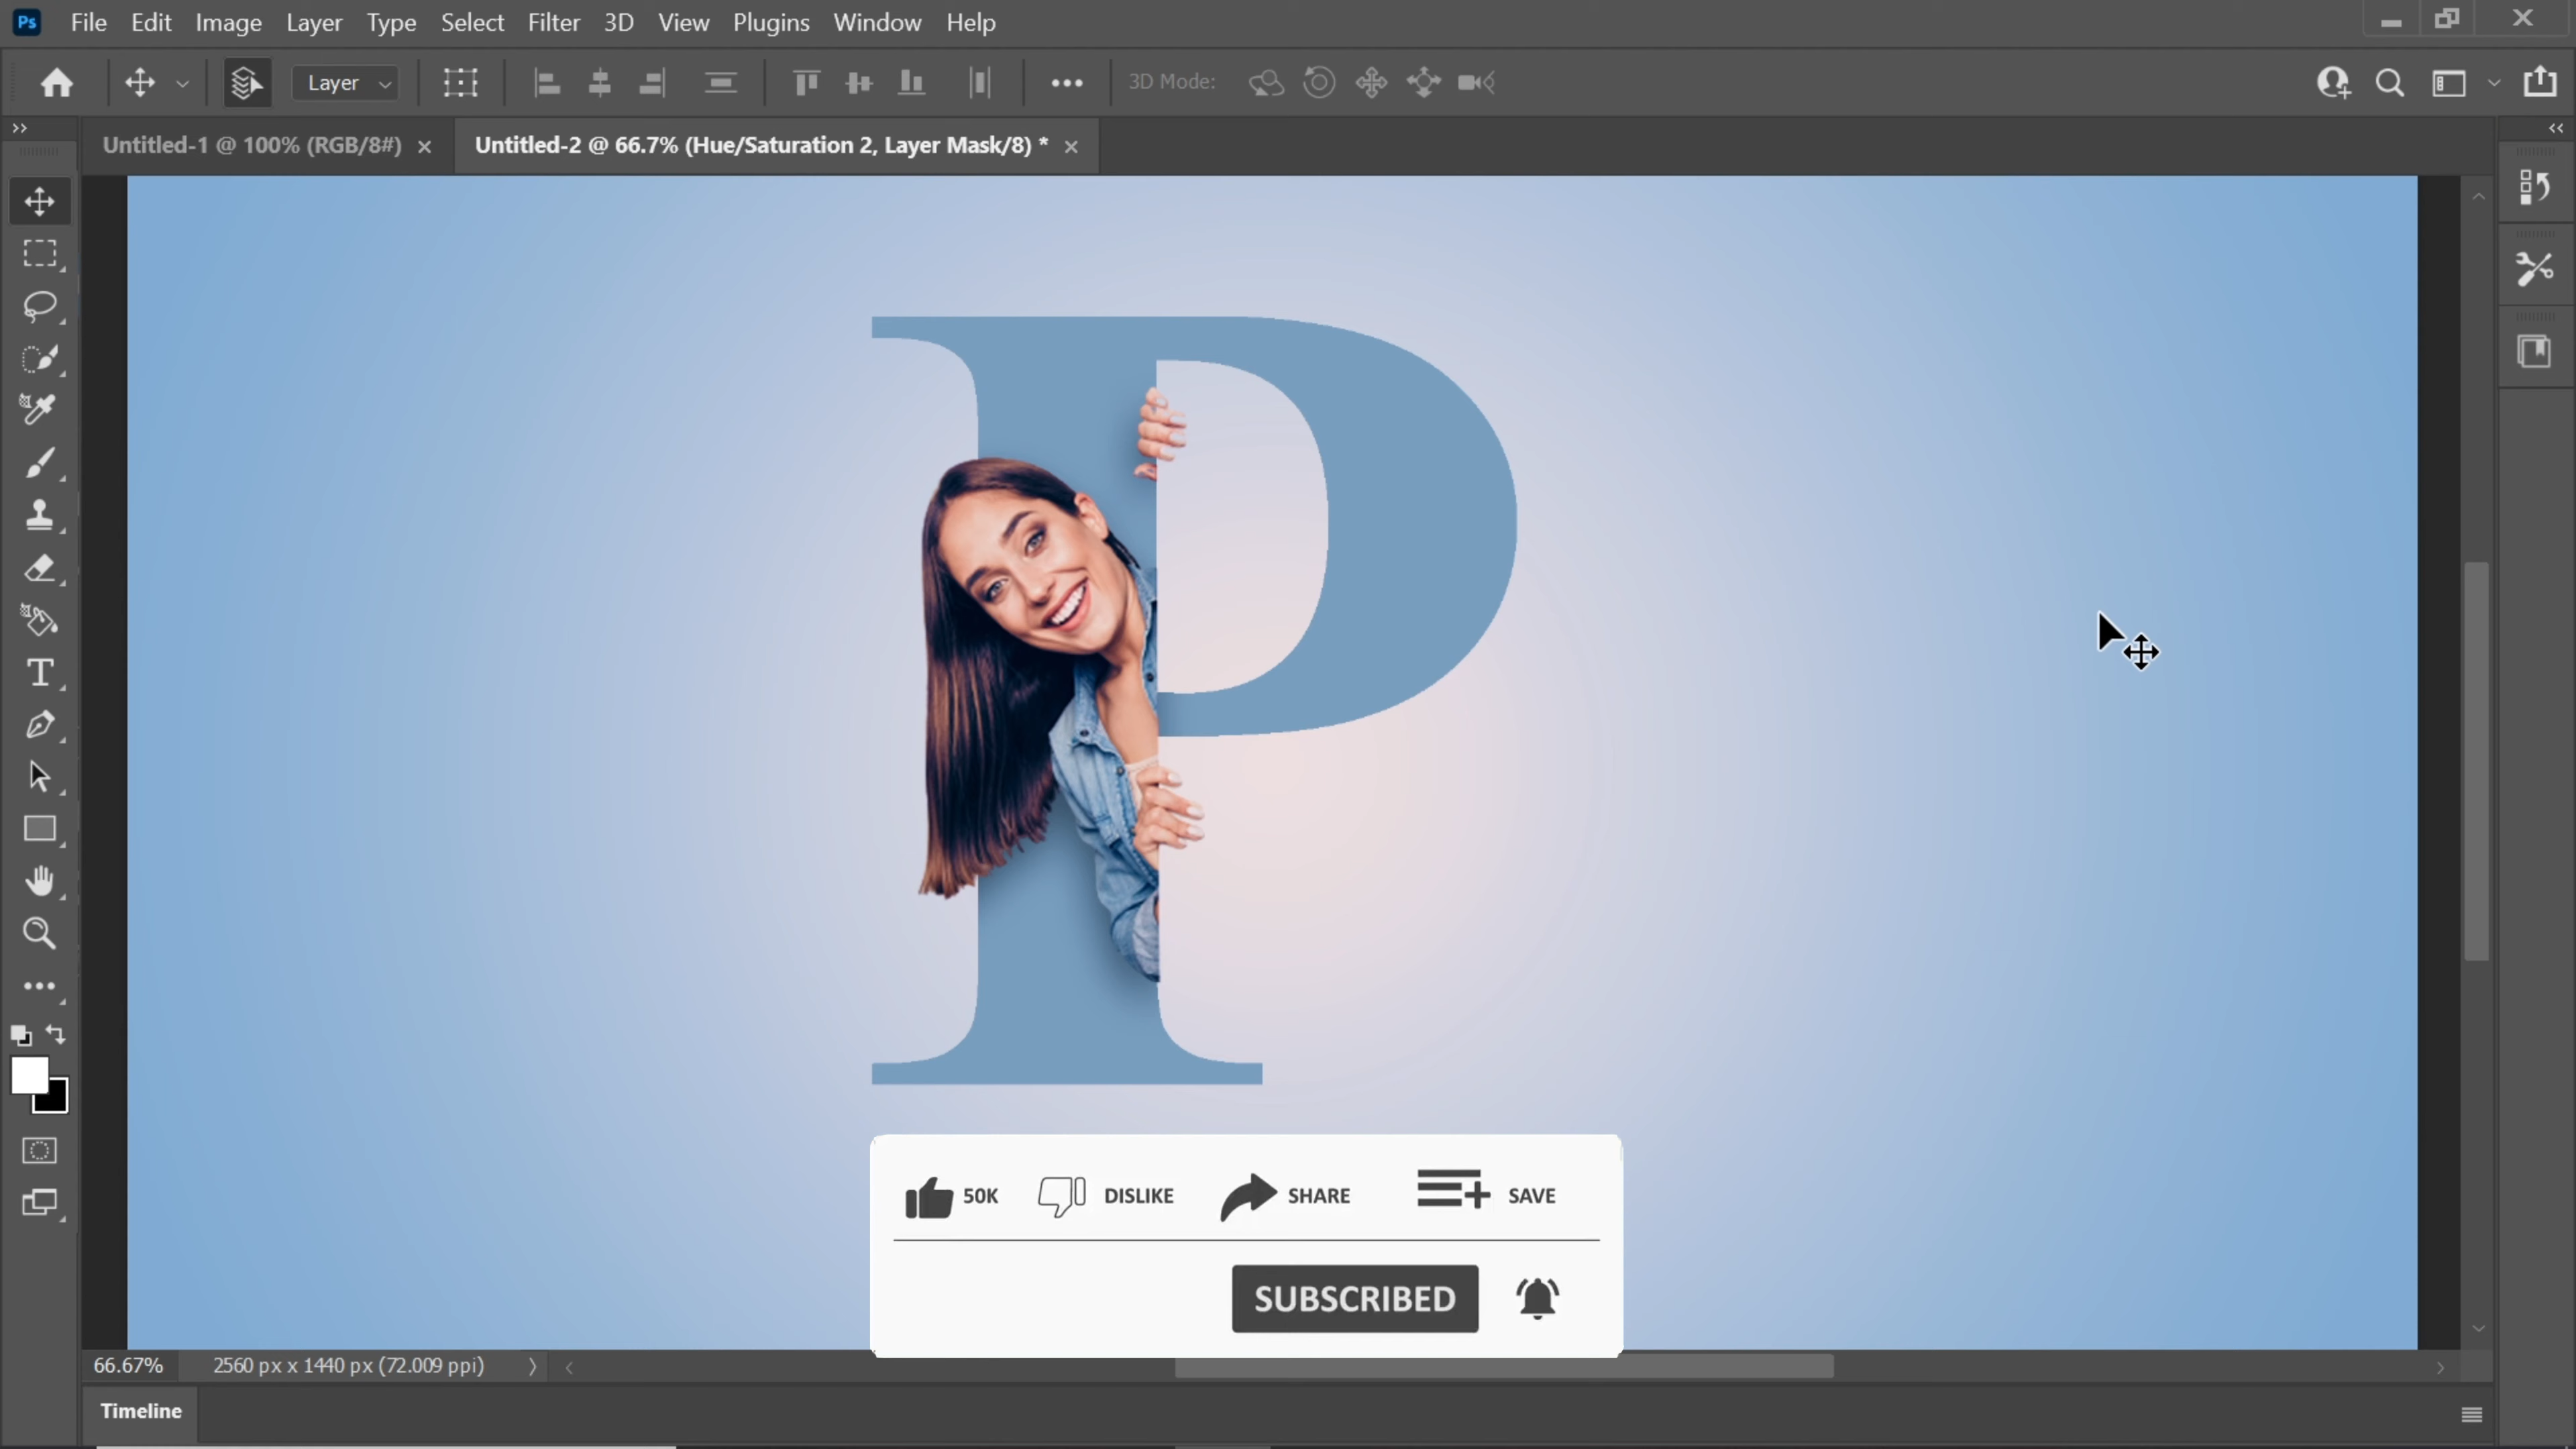 Ps File Edit Image Layer Type Select Filter 3D View Plugins Window Help
Layer 3D Mode:
Untitled-1 @ 100% (RGB/8#) Untitled-2 @ 66.7% (Hue/Saturation 2, Layer Mask/8) *
P
50K DISLIKE SHARE SAVE
SUBSCRIBED
66.67% 2560 px x 1440 px (72.009 ppi)
Timeline